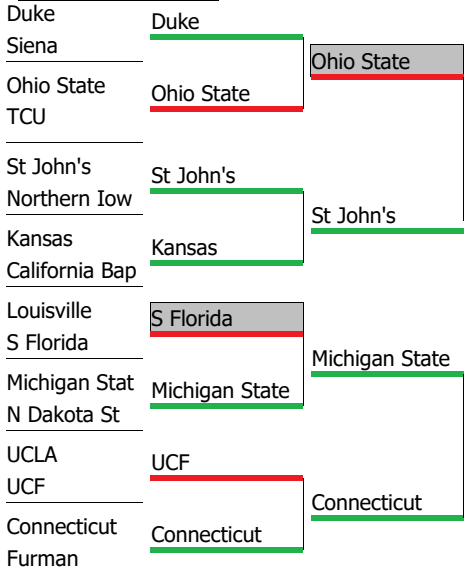 Duke
Siena
Ohio State
TCU
St John's
Northern Iow
Kansas
California Bap
Louisville
S Florida
Michigan Stat
N Dakota St
UCLA
UCF
Connecticut
Furman
Duke
Ohio State
St John's
Kansas
S Florida
Michigan State
UCF
Connecticut
Ohio State
St John's
Michigan State
Connecticut